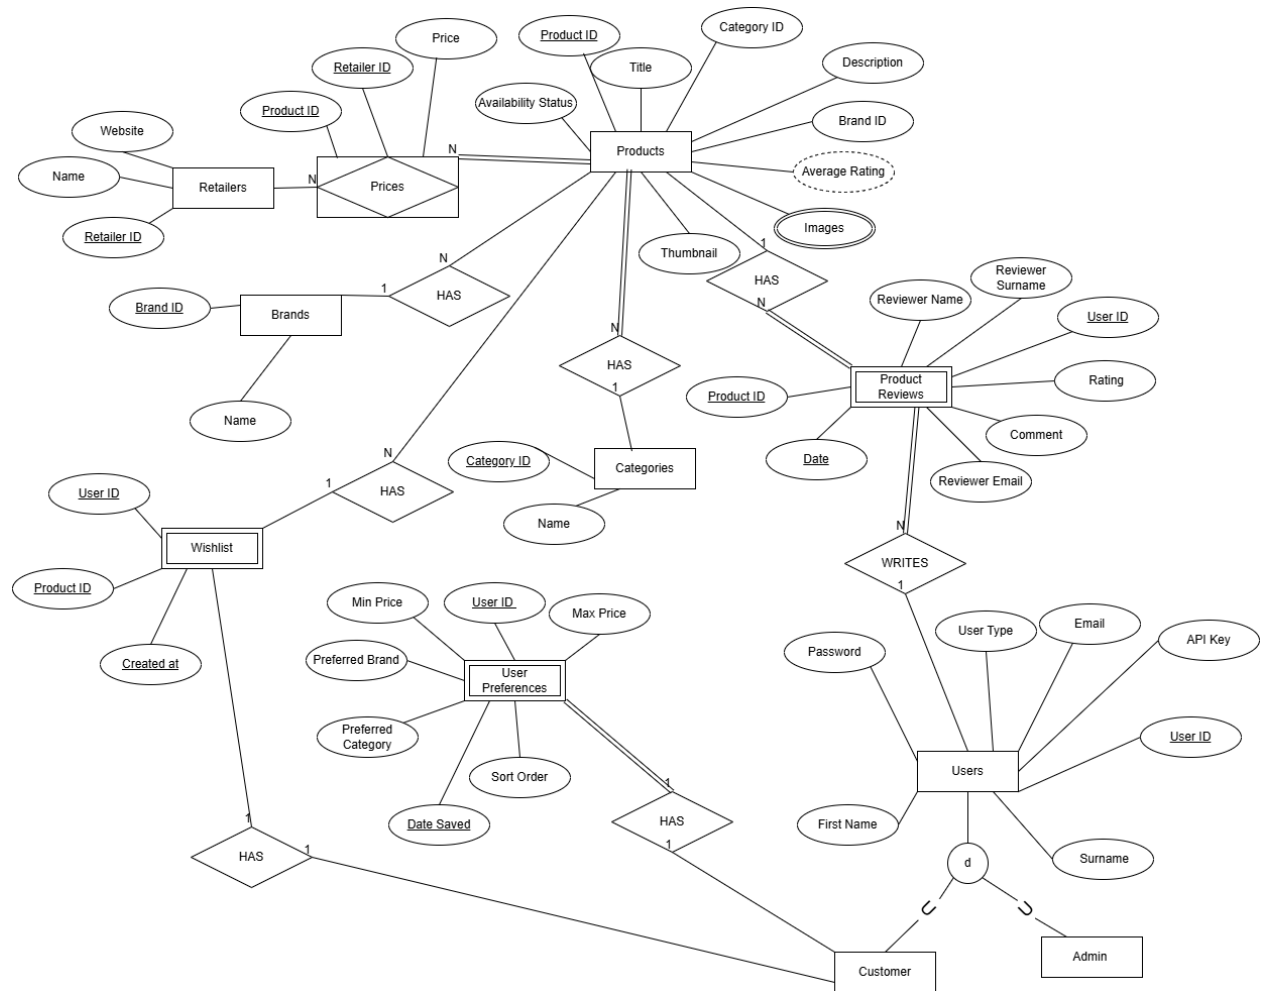 Product ID
Category ID
Price
Title
Description
Retailer ID
Availability Status
Product ID
Brand ID
Website
N
Products
Average Rating
Name
Retailers
N
Prices
Images
Retailer ID
Thumbnail
1
HAS
N
HAS
1
N
Brand ID
Brands
Name
N
HAS
1
Reviewer
Surname
Reviewer Name
User ID
Product
Reviews
Rating
Product ID
Comment
Date
Reviewer Email
Category ID
Categories
Name
N
HAS
1
User ID
Wishlist
Product ID
Created at
N
WRITES
1
Min Price
User ID
Max Price
Preferred Brand
User
Preferences
Preferred
Category
Sort Order
Date Saved
Password
User Type
Email
API Key
User ID
Users
First Name
Surname
1
HAS
1
1
HAS
1
d
Customer
Admin